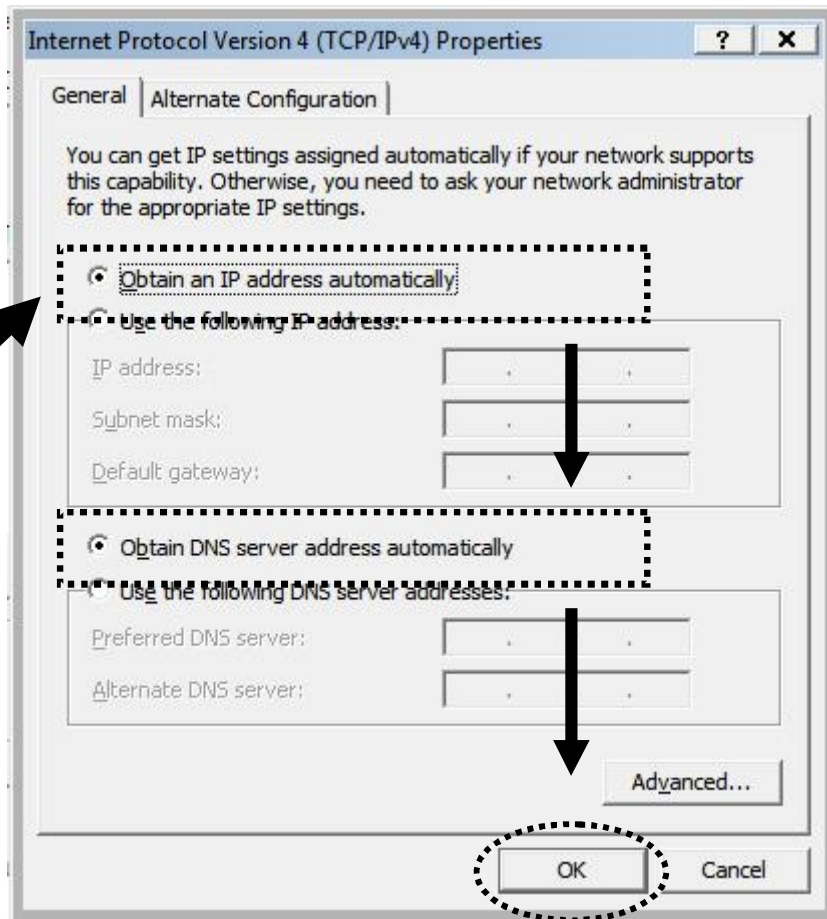 Internet Protocol Version 4 (TCP/IPv4) Properties
General
Alternate Configuration
You can get IP settings assigned automatically if your network supports
this capability. Otherwise, you need to ask your network administrator
for the appropriate IP settings.
Obtain an IP address automatically
Use the following IP address:
IP address:
Subnet mask:
Default gateway:
Obtain DNS server address automatically
Use the following DNS server addresses:
Preferred DNS server:
Alternate DNS server:
Advanced...
OK
Cancel